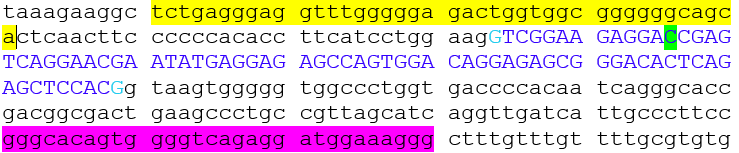 taaagaaggc tctgagggag gtttggggga gactggtggc ggggggcagc
actcaacttc cccccacacc ttcatcctgg aagGTCGGAA GAGGACCGAG
TCAGGAACGA ATATGAGGAG AGCCAGTGGA CAGGAGAGCG GGACACTCAG
AGCTCCACGg taagtggggg tggccctggt gaccccacaa tcagggcacc
gacggcgact gaagccctgc cgttagcatc aggttgatca ttgcccttcc
gggcacagtg gggtcagagg atggaaaggg ctttgtttgt tttgcgtgtg